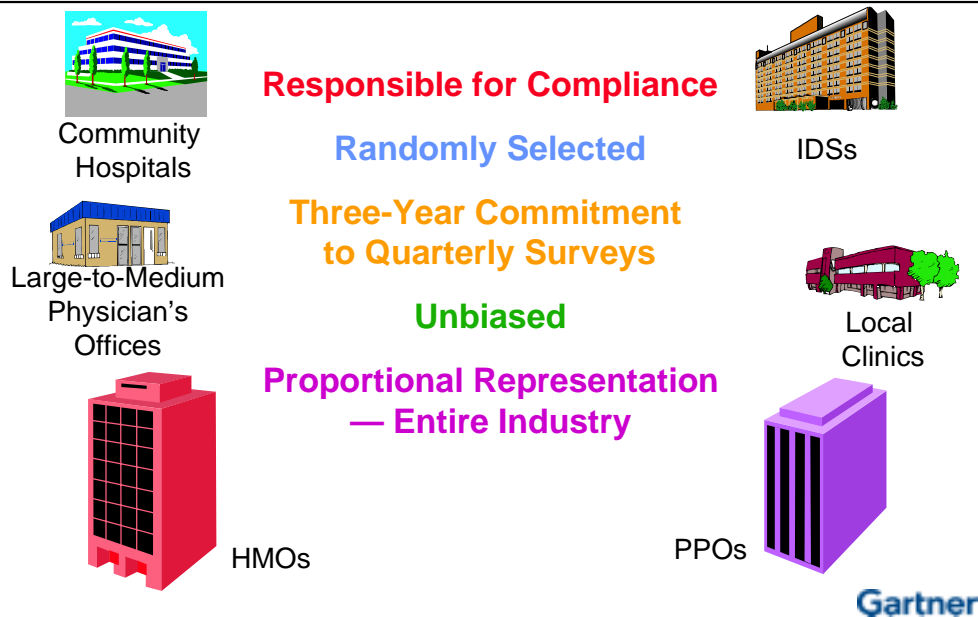 Responsible for Compliance
Community
Hospitals
Randomly Selected
IDSs
Three-Year Commitment
to Quarterly Surveys
Large-to-Medium
Physician's
Offices
Unbiased
Local
Clinics
Proportional Representation
— Entire Industry
HMOs
PPOs
Gartner